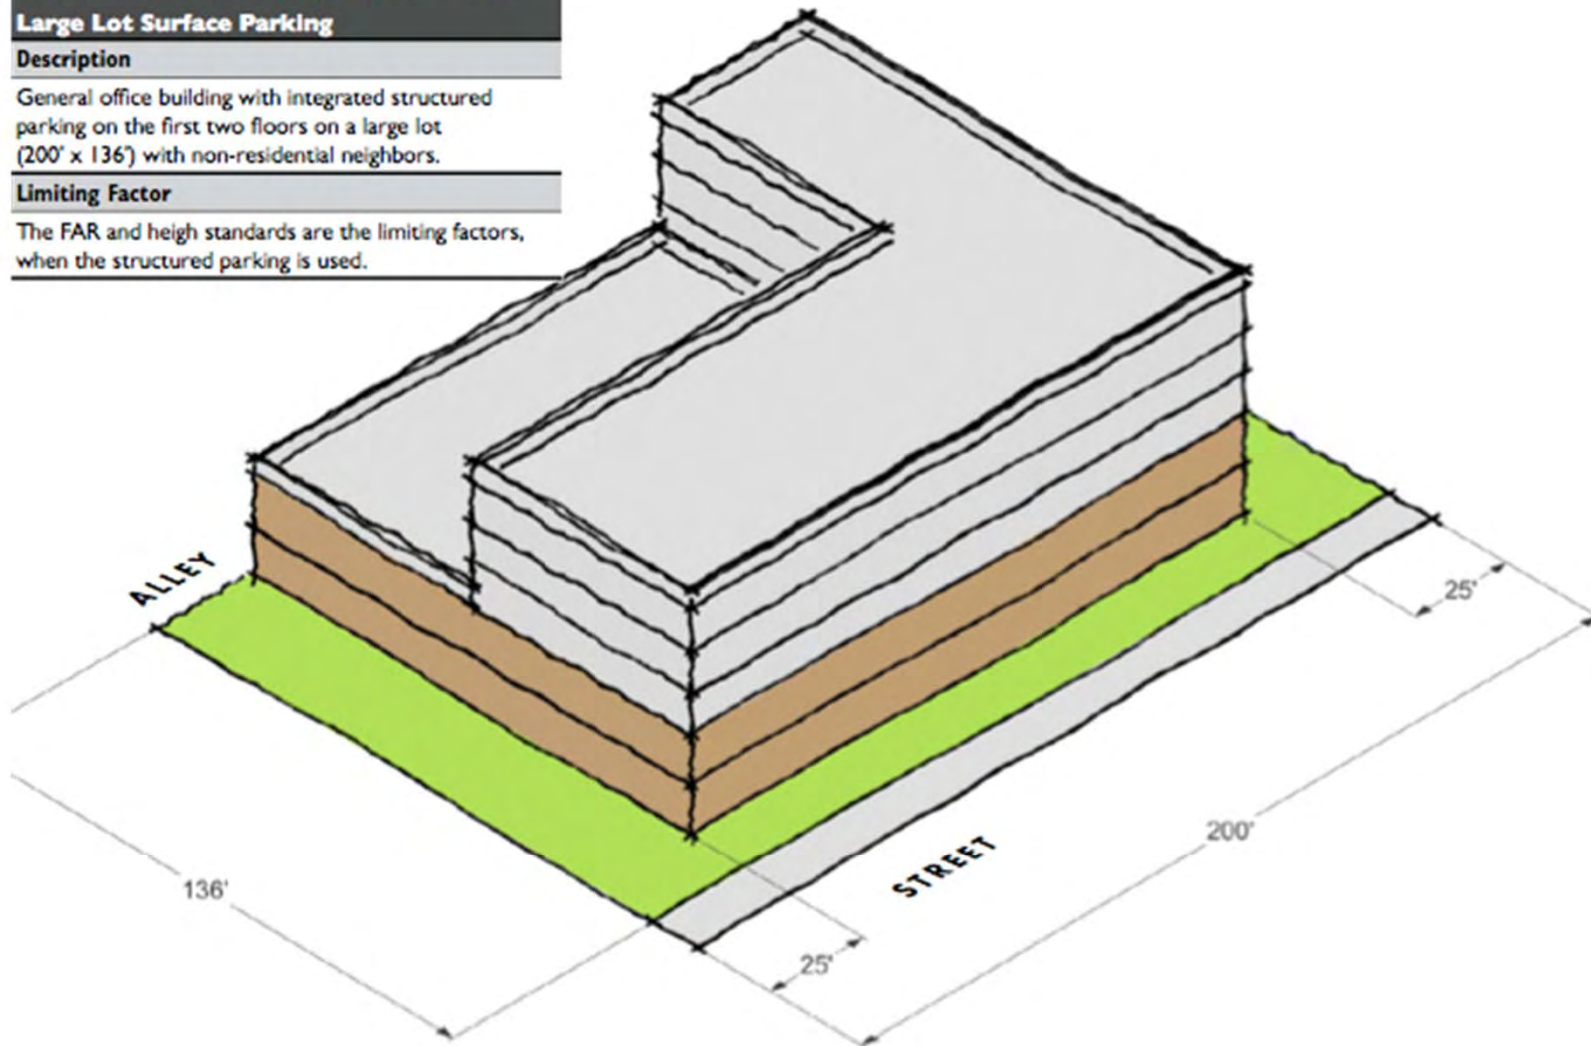 Large Lot Surface Parking
Description
General office building with integrated structured
parking on the first two floors on a large lot
(200' x 136') with non-residential neighbors.
Limiting Factor
The FAR and heigh standards are the limiting factors,
when the structured parking is used.
ALLEY
25'
200'
STREET
136'
25'